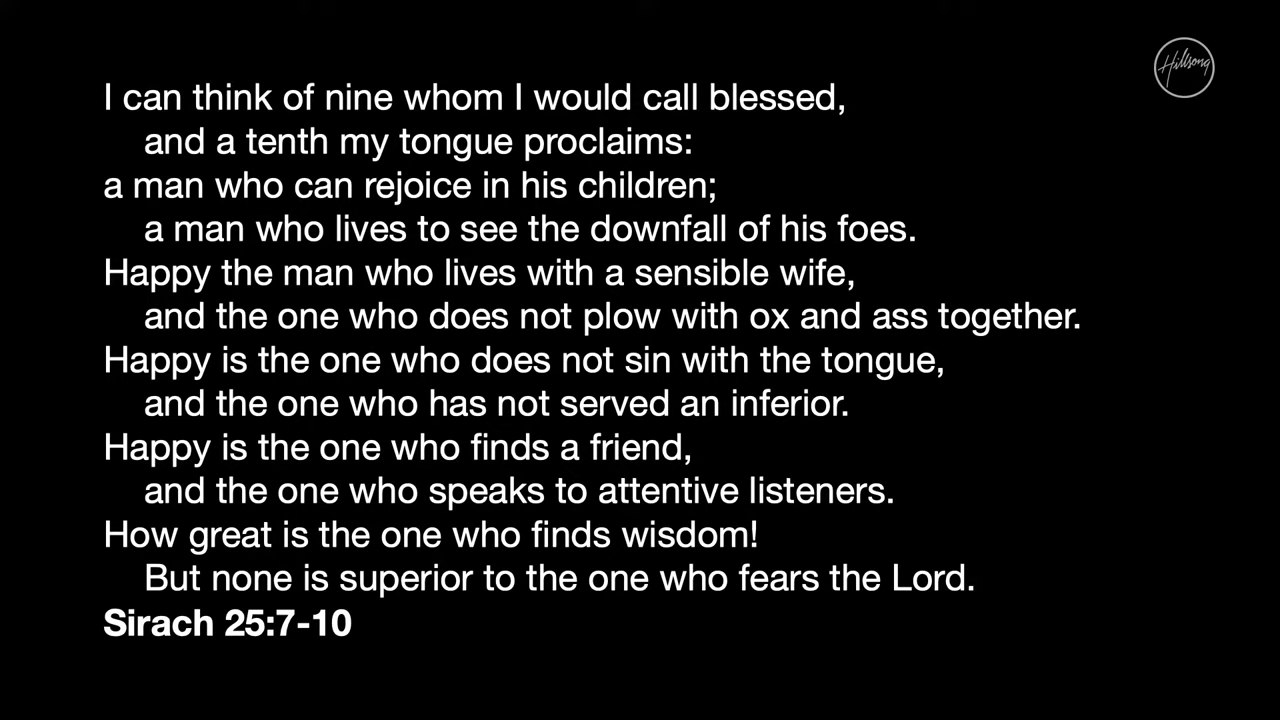 Hillsong
I can think of nine whom I would call blessed,
and a tenth my tongue proclaims:
a man who can rejoice in his children;
a man who lives to see the downfall of his foes.
Happy the man who lives with a sensible wife,
and the one who does not plow with ox and ass together.
Happy is the one who does not sin with the tongue,
and the one who has not served an inferior.
Happy is the one who finds a friend,
and the one who speaks to attentive listeners.
How great is the one who finds wisdom!
But none is superior to the one who fears the Lord.
Sirach 25:7-10